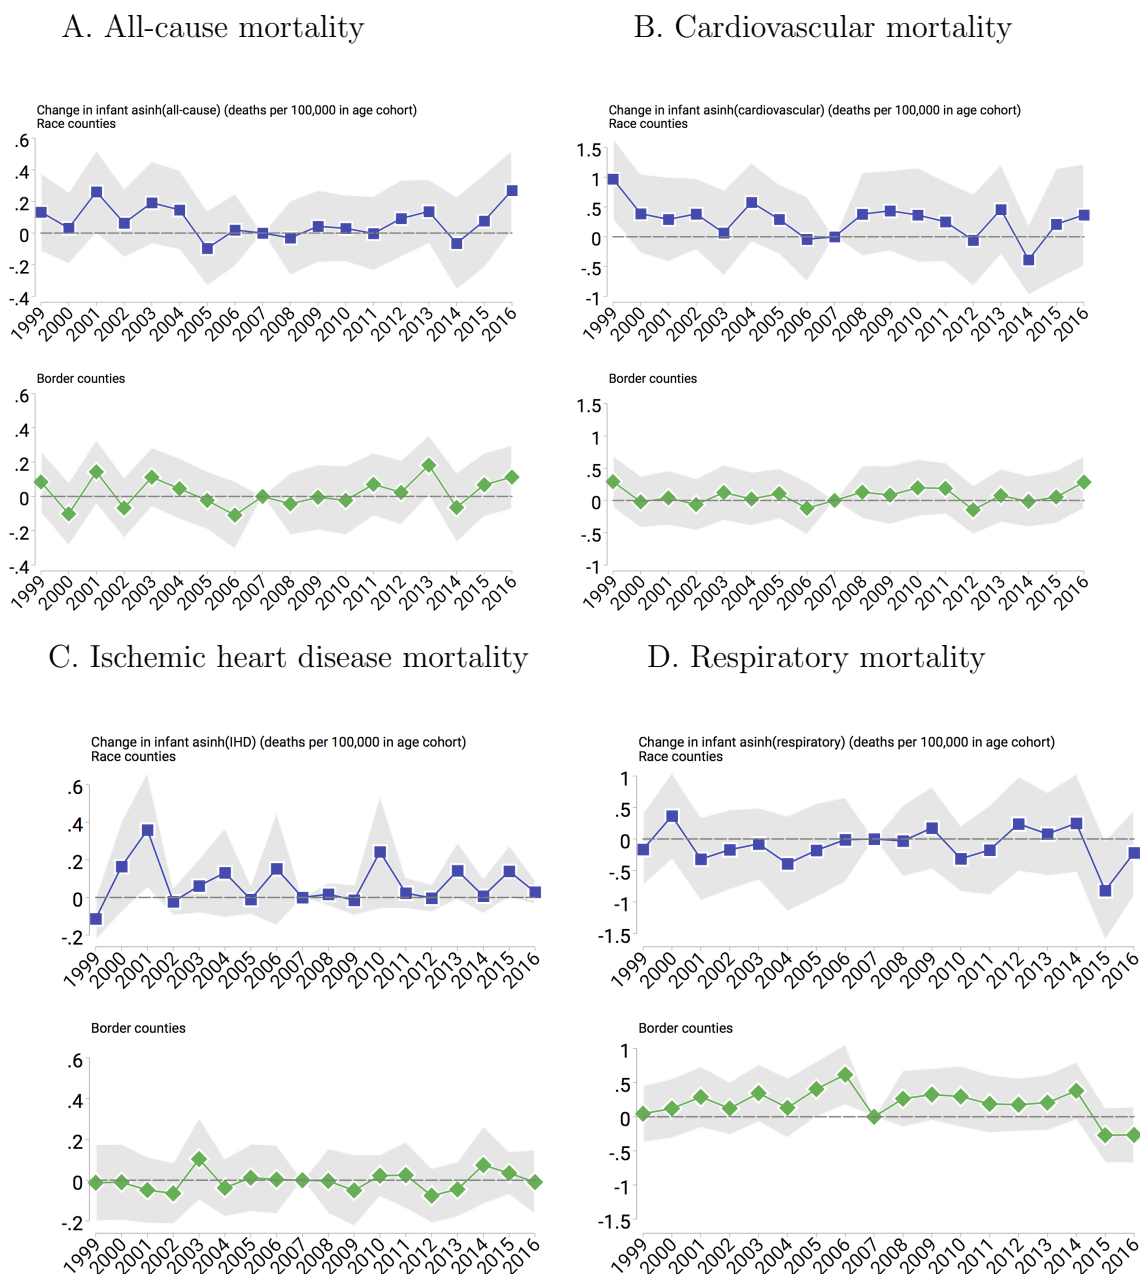 A. All-cause mortality
Change in infant asinh(all-cause) (deaths per 100,000 in age cohort)
Race counties
.6
.4
.2
0
-.2
-.4
1999 2000 2001 2002 2003 2004 2005 2006 2007 2008 2009 2010 2011 2012 2013 2014 2015 2016
Border counties
.6
.4
.2
0
-.2
-.4
1999 2000 2001 2002 2003 2004 2005 2006 2007 2008 2009 2010 2011 2012 2013 2014 2015 2016
B. Cardiovascular mortality
Change in infant asinh(cardiovascular) (deaths per 100,000 in age cohort)
Race counties
1.5
1
.5
0
-.5
-1
1999 2000 2001 2002 2003 2004 2005 2006 2007 2008 2009 2010 2011 2012 2013 2014 2015 2016
Border counties
1.5
1
.5
0
-.5
-1
1999 2000 2001 2002 2003 2004 2005 2006 2007 2008 2009 2010 2011 2012 2013 2014 2015 2016
C. Ischemic heart disease mortality
Change in infant asinh(IHD) (deaths per 100,000 in age cohort)
Race counties
.6
.4
.2
0
-.2
1999 2000 2001 2002 2003 2004 2005 2006 2007 2008 2009 2010 2011 2012 2013 2014 2015 2016
Border counties
.6
.4
.2
0
-.2
1999 2000 2001 2002 2003 2004 2005 2006 2007 2008 2009 2010 2011 2012 2013 2014 2015 2016
D. Respiratory mortality
Change in infant asinh(respiratory) (deaths per 100,000 in age cohort)
Race counties
1
.5
0
-.5
-1
-1.5
1999 2000 2001 2002 2003 2004 2005 2006 2007 2008 2009 2010 2011 2012 2013 2014 2015 2016
Border counties
1
.5
0
-.5
-1
-1.5
1999 2000 2001 2002 2003 2004 2005 2006 2007 2008 2009 2010 2011 2012 2013 2014 2015 2016